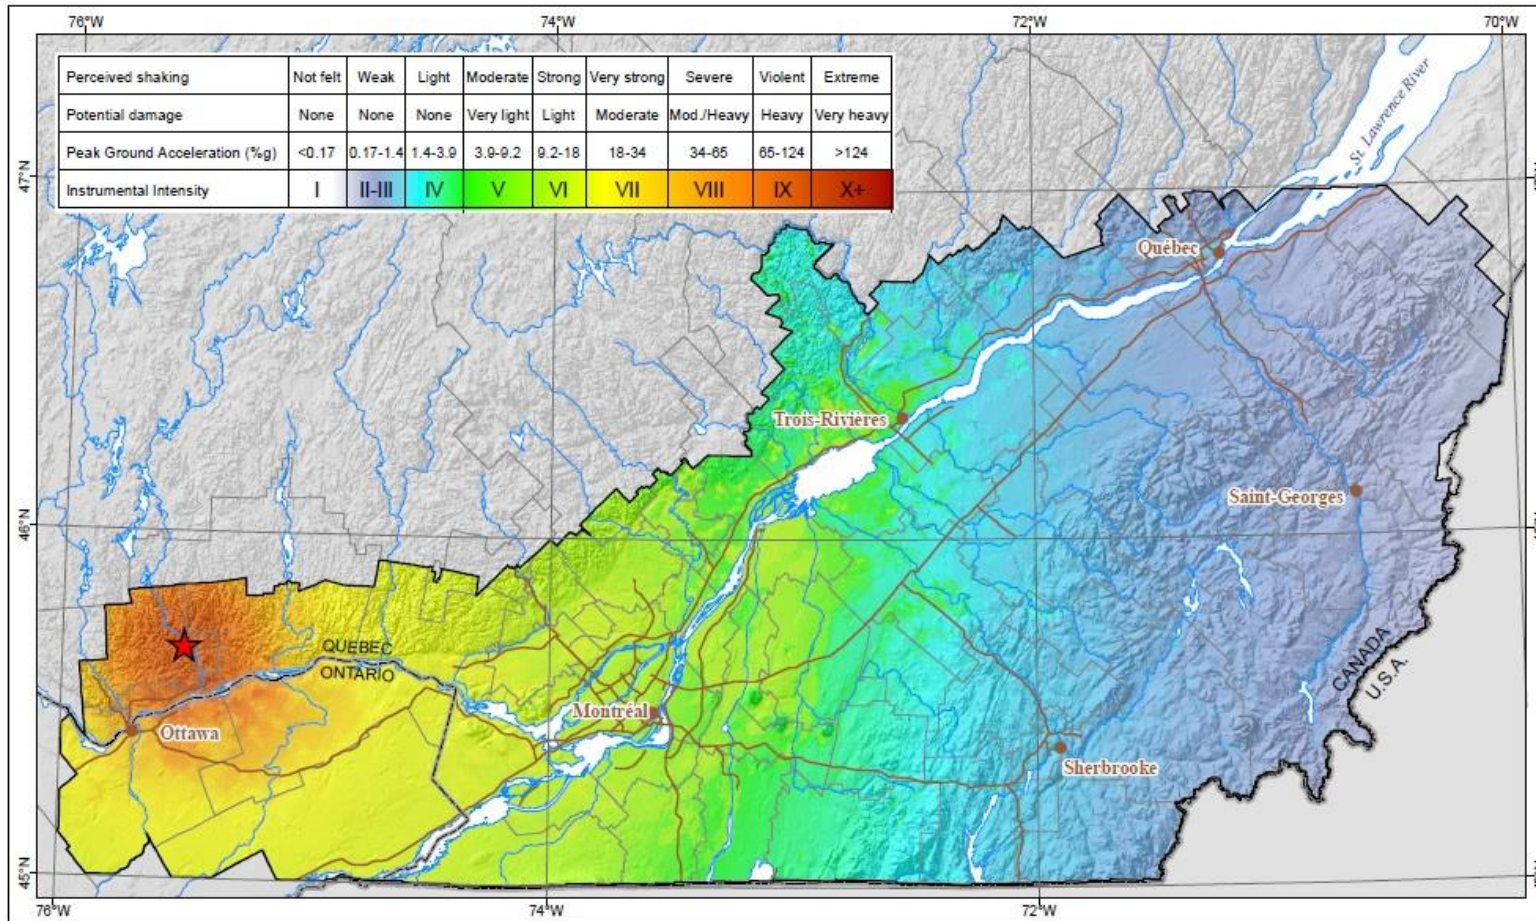 76°W 74°W 72°W 70°W
Perceived shaking Not felt Weak Light Moderate Strong Very strong Severe Violent Extreme
Potential damage None None None Very light Light Moderate Mod./Heavy Heavy Very heavy
Peak Ground Acceleration (%g) <0.17 0.17-1.4 1.4-3.9 3.9-9.2 9.2-18 18-34 34-65 65-124 >124
Instrumental Intensity I II-III IV V VI VII VIII IX X+
St. Lawrence River
47°N
Québec
Trois-Rivières
Saint-Georges
46°N
QUEBEC
ONTARIO
CANADA
U.S.A.
Montréal
Ottawa
Sherbrooke
45°N
76°W 74°W 72°W